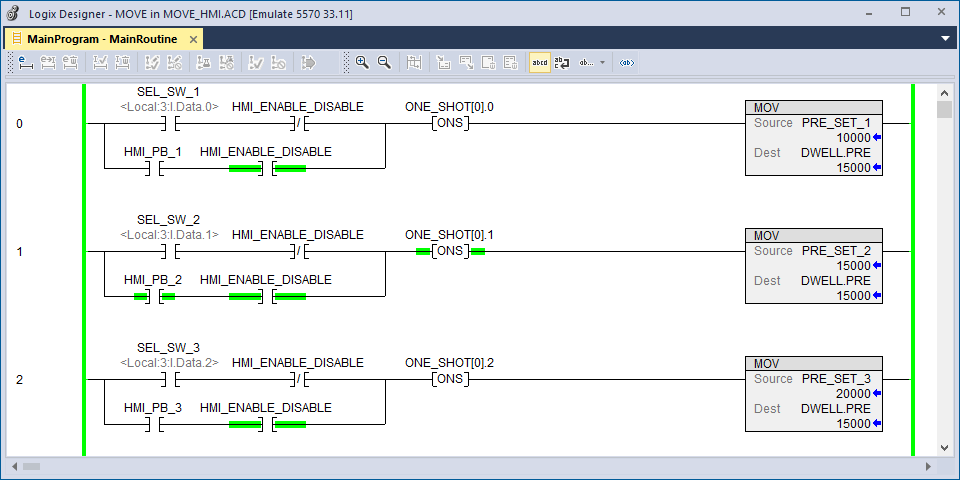 Logix Designer - MOVE in MOVE_HMI.ACD [Emulate 5570 33.11]
MainProgram - MainRoutine
abcd
ab...
<ab>
0
SEL_SW_1
<Local:3:I.Data.0>
HMI_ENABLE_DISABLE
ONE_SHOT[0].0
ONS
HMI_PB_1
HMI_ENABLE_DISABLE
MOV
Source PRE_SET_1
10000
Dest DWELL.PRE
15000
1
SEL_SW_2
<Local:3:I.Data.1>
HMI_ENABLE_DISABLE
ONE_SHOT[0].1
ONS
HMI_PB_2
HMI_ENABLE_DISABLE
MOV
Source PRE_SET_2
15000
Dest DWELL.PRE
15000
2
SEL_SW_3
<Local:3:I.Data.2>
HMI_ENABLE_DISABLE
ONE_SHOT[0].2
ONS
HMI_PB_3
HMI_ENABLE_DISABLE
MOV
Source PRE_SET_3
20000
Dest DWELL.PRE
15000